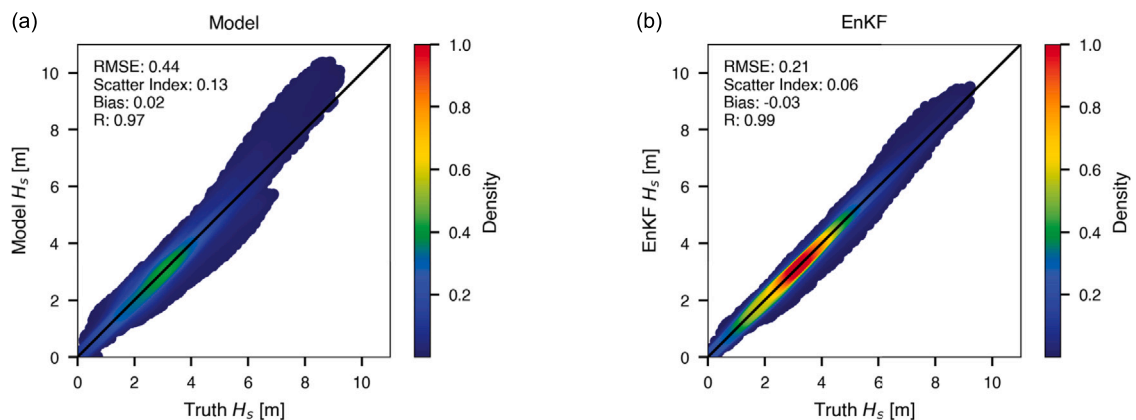 (a)
Model
RMSE: 0.44
Scatter Index: 0.13
Bias: 0.02
R: 0.97
10
8
6
4
2
0
Model Hs [m]
0 2 4 6 8 10
Truth Hs [m]
1.0
0.8
0.6
0.4
0.2
Density
(b)
EnKF
RMSE: 0.21
Scatter Index: 0.06
Bias: -0.03
R: 0.99
10
8
6
4
2
0
EnKF Hs [m]
0 2 4 6 8 10
Truth Hs [m]
1.0
0.8
0.6
0.4
0.2
Density